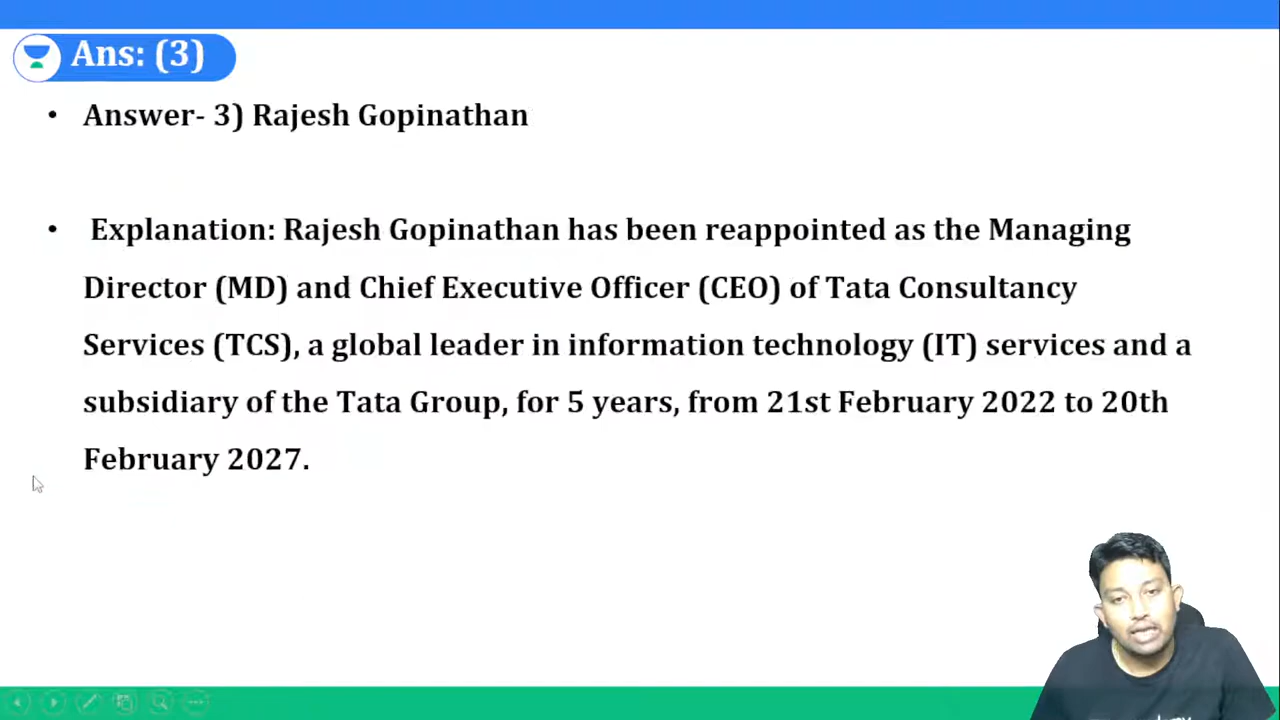 Ans: (3)
• Answer- 3) Rajesh Gopinathan
• Explanation: Rajesh Gopinathan has been reappointed as the Managing
Director (MD) and Chief Executive Officer (CEO) of Tata Consultancy
Services (TCS), a global leader in information technology (IT) services and a
subsidiary of the Tata Group, for 5 years, from 21st February 2022 to 20th
February 2027.